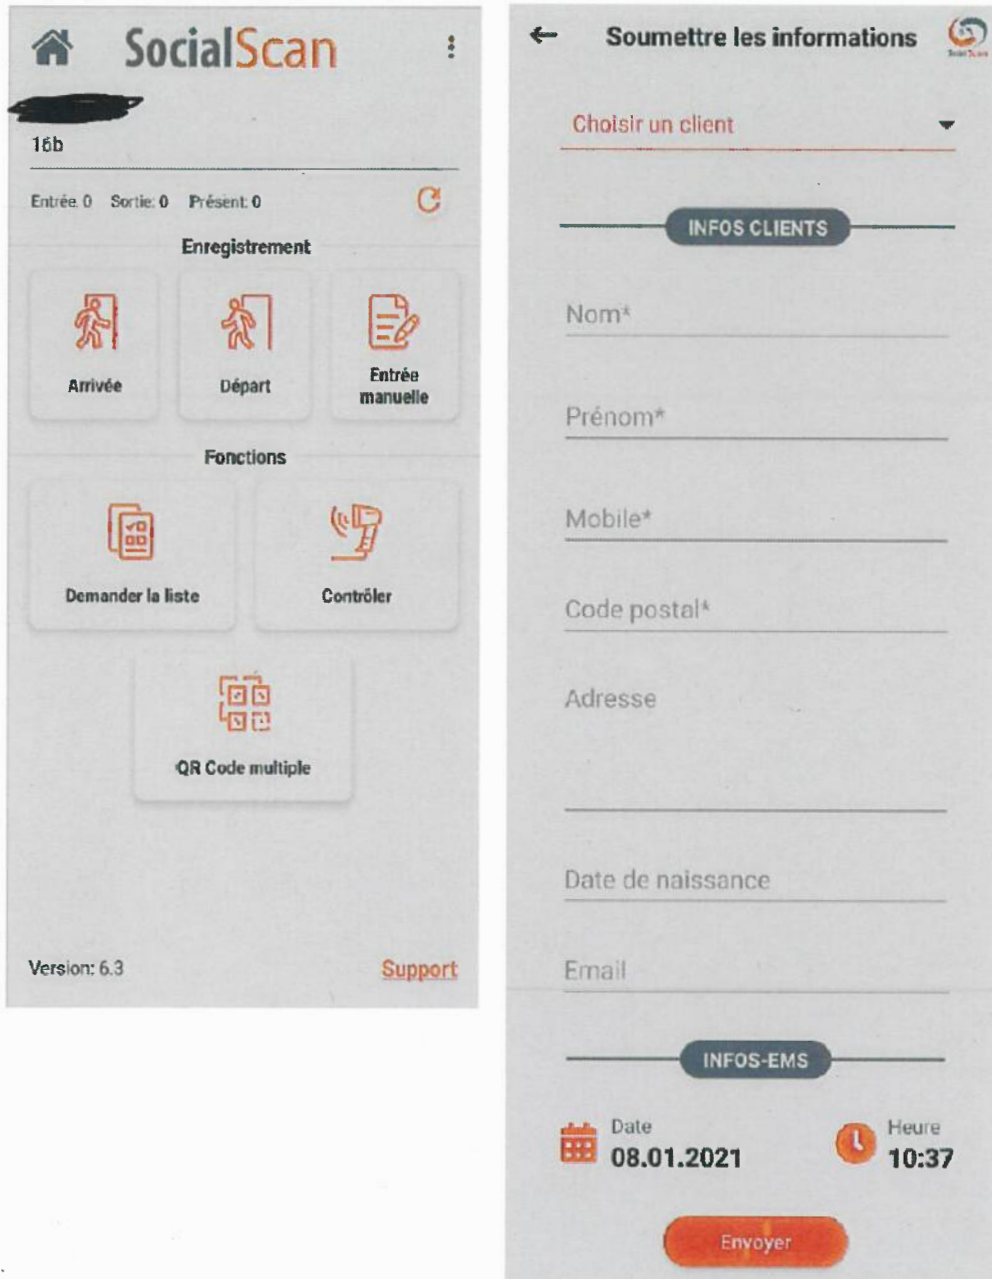 SocialScan
16b
Entrée: 0 Sortie: 0 Présent: 0
Enregistrement
Arrivée
Départ
Entrée
manuelle
Fonctions
Demander la liste
Contrôler
QR Code multiple
Version: 6.3
Support
Soumettre les informations
Social Scan
Choisir un client
INFOS CLIENTS
Nom*
Prénom*
Mobile*
Code postal*
Adresse
Date de naissance
Email
INFOS-EMS
Date
08.01.2021
Heure
10:37
Envoyer